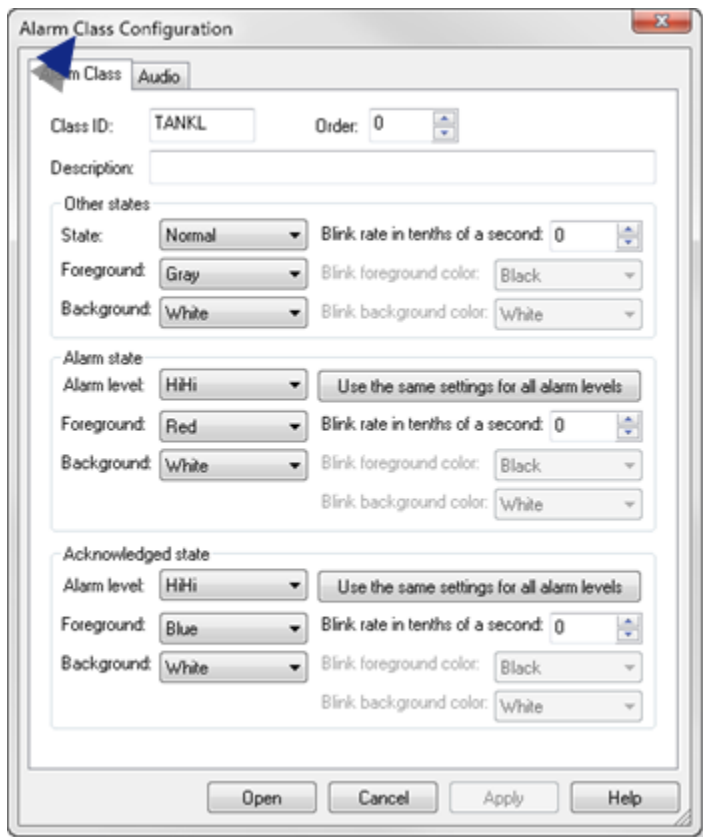 Alarm Class Configuration
Alarm Class Audio
Class ID: TANKL Order: 0
Description:
Other states
State: Normal Blink rate in tenths of a second: 0
Foreground: Gray Blink foreground color: Black
Background: White Blink background color: White
Alarm state
Alarm level: HiHi Use the same settings for all alarm levels
Foreground: Red Blink rate in tenths of a second: 0
Background: White Blink foreground color: Black
Blink background color: White
Acknowledged state
Alarm level: HiHi Use the same settings for all alarm levels
Foreground: Blue Blink rate in tenths of a second: 0
Background: White Blink foreground color: Black
Blink background color: White
Open Cancel Apply Help